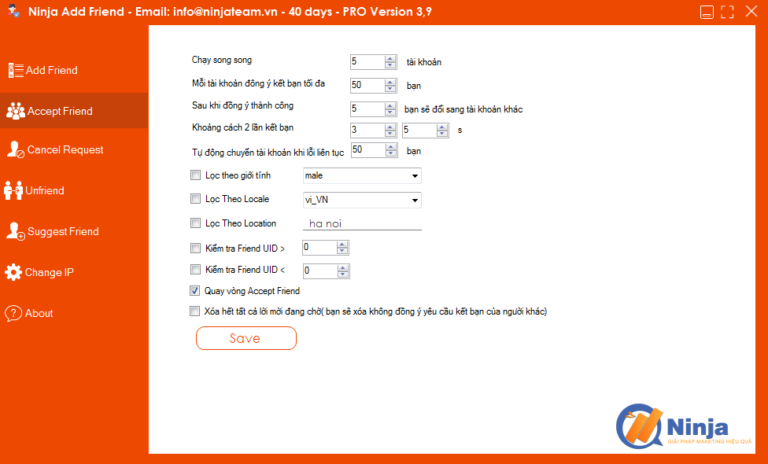 Ninja Add Friend - Email: info@ninjateam.vn - 40 days - PRO Version 3,9
Add Friend
Accept Friend
Cancel Request
Unfriend
Suggest Friend
Change IP
About
Chạy song song 5 tài khoản
Mỗi tài khoản đông ý kết bạn tối đa 50 bạn
Sau khi đồng ý thành công 5 bạn sẽ đổi sang tài khoản khác
Khoảng cách 2 lần kết bạn 3 5 s
Tự động chuyển tài khoản khi lỗi liên tục 50 bạn
Lọc theo giới tính male
Lọc Theo Locale vi_VN
Lọc Theo Location ha noi
Kiểm tra Friend UID > 0
Kiểm tra Friend UID < 0
Quay vòng Accept Friend
Xóa hết tất cả lời mời đang chờ( bạn sẽ xóa không đồng ý yêu cầu kết bạn của người khác)
Save
Ninja
GIẢI PHÁP MARKETING HIỆU QUẢ